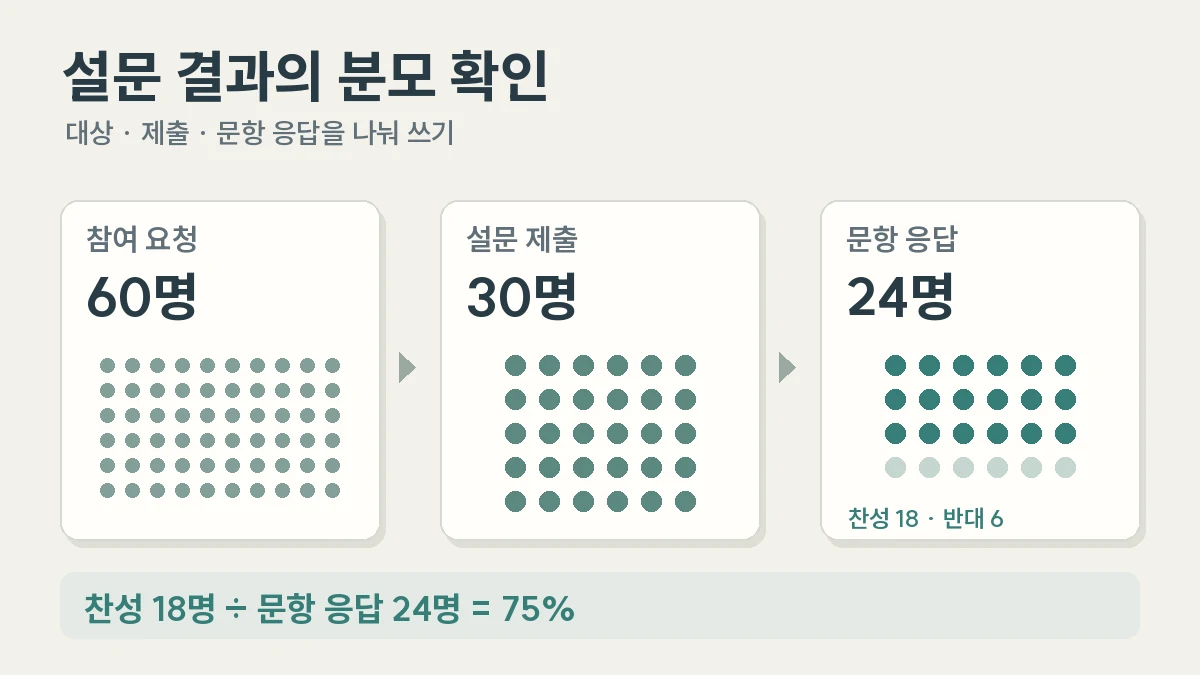 설문 결과의 분모 확인
대상 · 제출 · 문항 응답을 나눠 쓰기
참여 요청
60명
설문 제출
30명
문항 응답
24명
찬성 18 · 반대 6
찬성 18명 ÷ 문항 응답 24명 = 75%